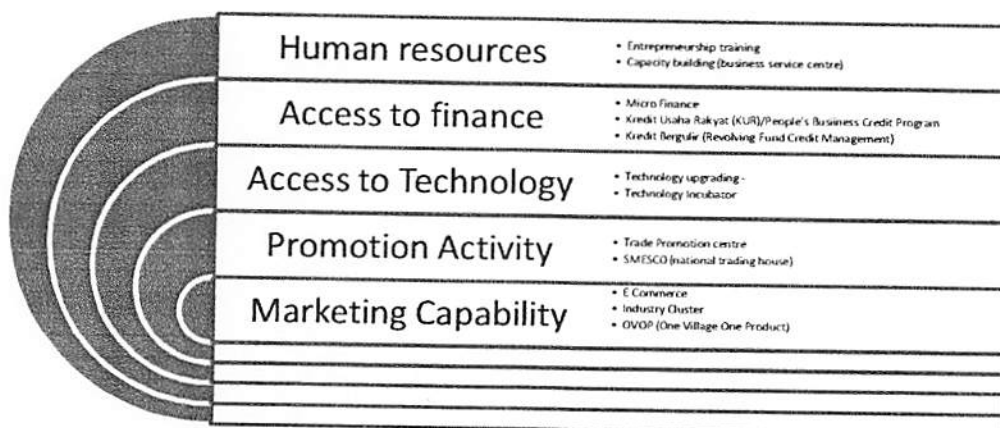 Human resources
• Entrepreneurship training
• Capacity building (business service centre)
Access to finance
• Micro Finance
• Kredit Usaha Rakyat (KUR)/People's Business Credit Program
• Kredit Bergulir (Revolving Fund Credit Management)
Access to Technology
• Technology upgrading -
• Technology Incubator
Promotion Activity
• Trade Promotion centre
• SMESCO (national trading house)
Marketing Capability
• E Commerce
• Industry Cluster
• OVOP (One Village One Product)